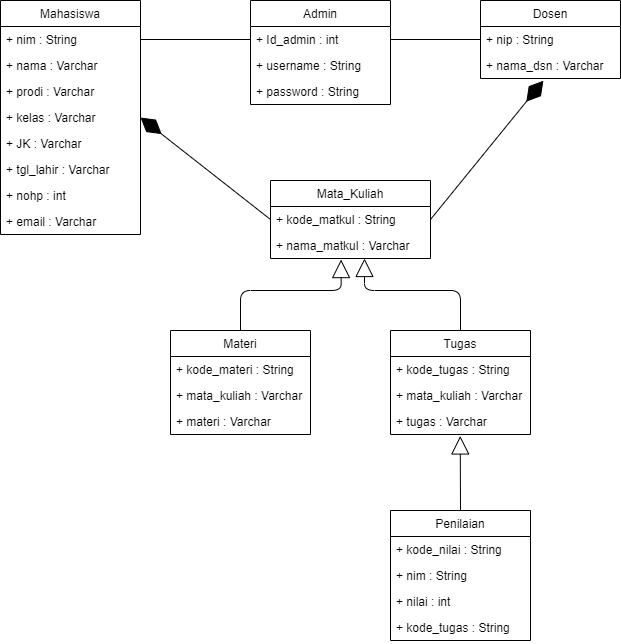 Mahasiswa
+ nim : String
+ nama : Varchar
+ prodi : Varchar
+ kelas : Varchar
+ JK : Varchar
+ tgl_lahir : Varchar
+ nohp : int
+ email : Varchar
Admin
+ Id_admin : int
+ username : String
+ password : String
Dosen
+ nip : String
+ nama_dsn : Varchar
Mata_Kuliah
+ kode_matkul : String
+ nama_matkul : Varchar
Materi
+ kode_materi : String
+ mata_kuliah : Varchar
+ materi : Varchar
Tugas
+ kode_tugas : String
+ mata_kuliah : Varchar
+ tugas : Varchar
Penilaian
+ kode_nilai : String
+ nim : String
+ nilai : int
+ kode_tugas : String